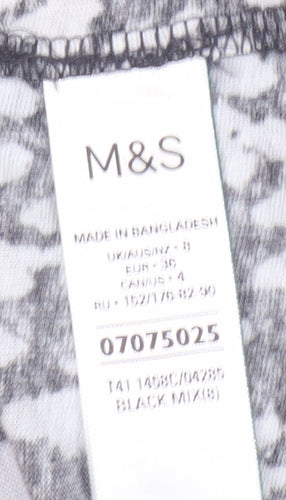 M&S
MADE IN BANGLADESH
UK/AUS/NZ - 8
EUR - 36
CAN/US - 4
RU - 152/176-82-90
07075025
T41 1458C/04285
BLACK MIX(8)